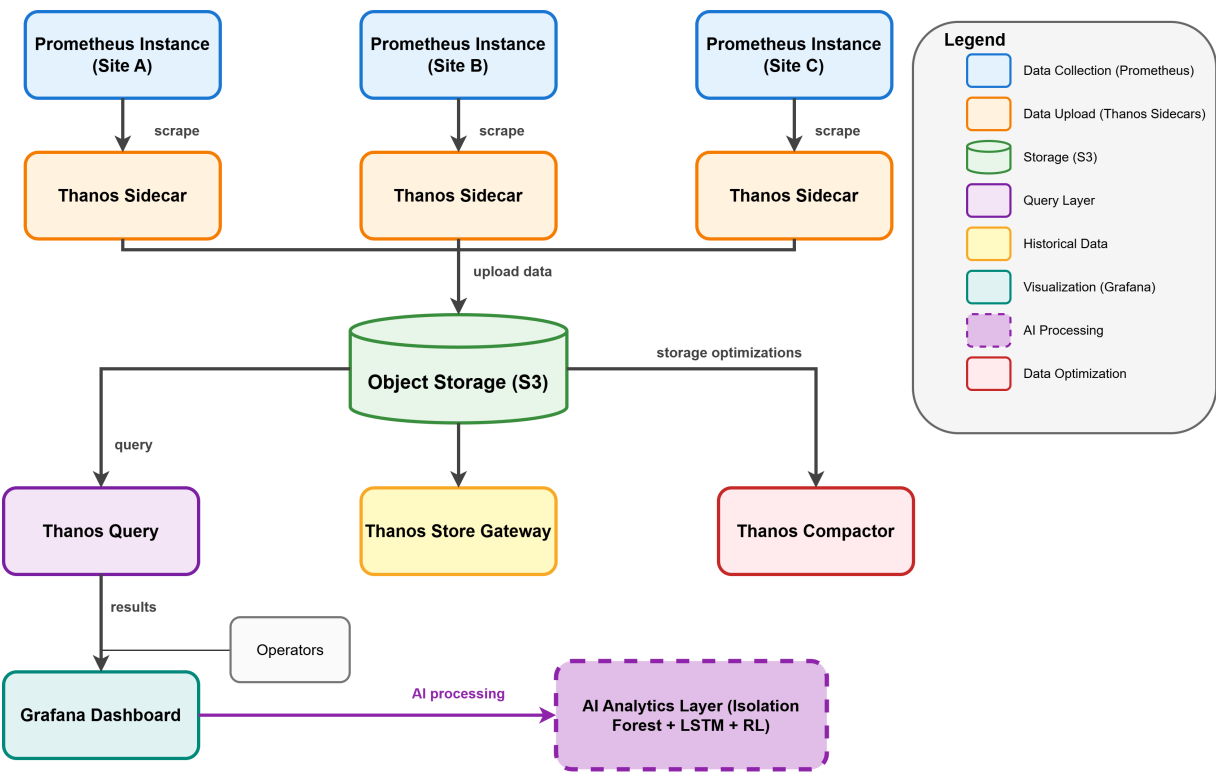 Prometheus Instance
(Site A)
Prometheus Instance
(Site B)
Prometheus Instance
(Site C)
scrape
scrape
scrape
Thanos Sidecar
Thanos Sidecar
Thanos Sidecar
upload data
Object Storage (S3)
storage optimizations
query
Thanos Query
Thanos Store Gateway
Thanos Compactor
results
Operators
Grafana Dashboard
AI processing
AI Analytics Layer (Isolation
Forest + LSTM + RL)
Legend
Data Collection (Prometheus)
Data Upload (Thanos Sidecars)
Storage (S3)
Query Layer
Historical Data
Visualization (Grafana)
AI Processing
Data Optimization